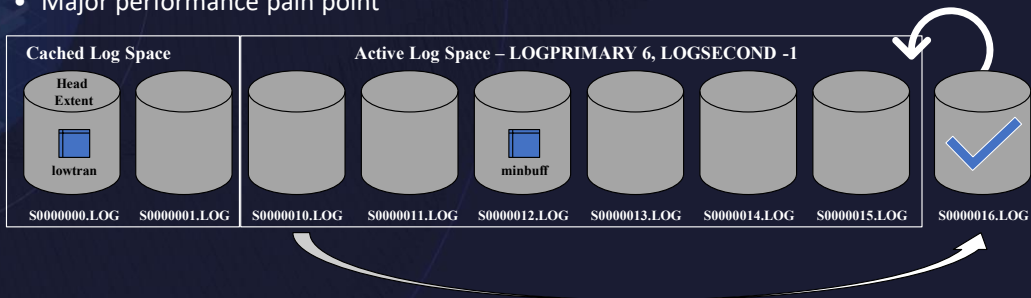 • Major performance pain point
Cached Log Space
Active Log Space – LOGPRIMARY 6, LOGSECOND -1
Head
Extent
lowtran
minbuff
S0000000.LOG S0000001.LOG S0000010.LOG S0000011.LOG S0000012.LOG S0000013.LOG S0000014.LOG S0000015.LOG S0000016.LOG